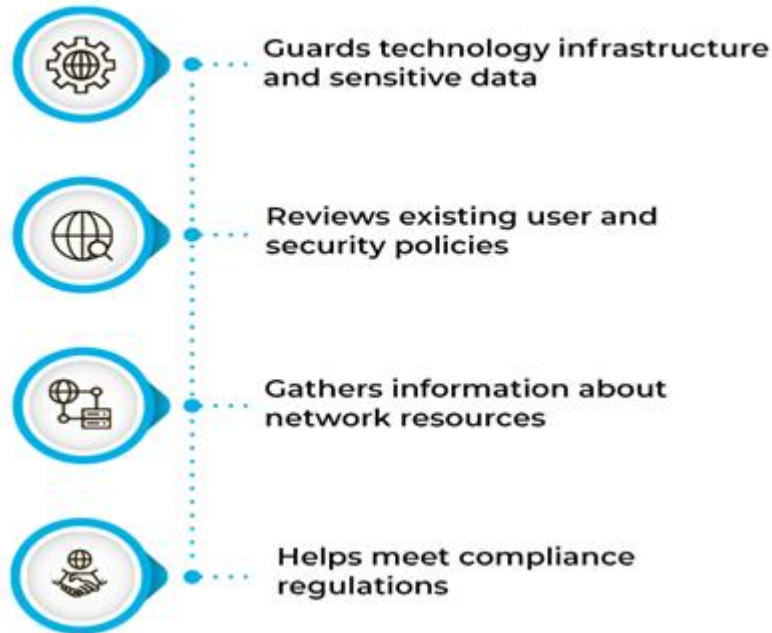 Guards technology infrastructure
and sensitive data
Reviews existing user and
security policies
Gathers information about
network resources
Helps meet compliance
regulations